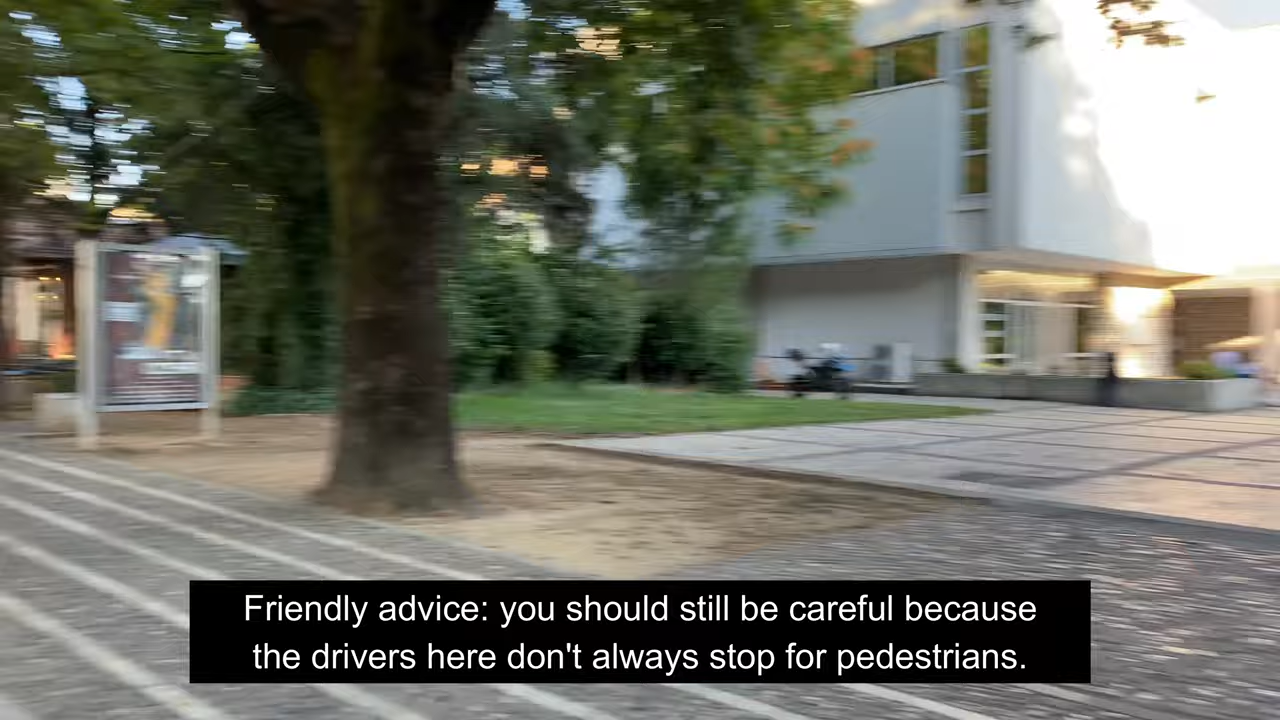 Friendly advice: you should still be careful because
the drivers here don't always stop for pedestrians.